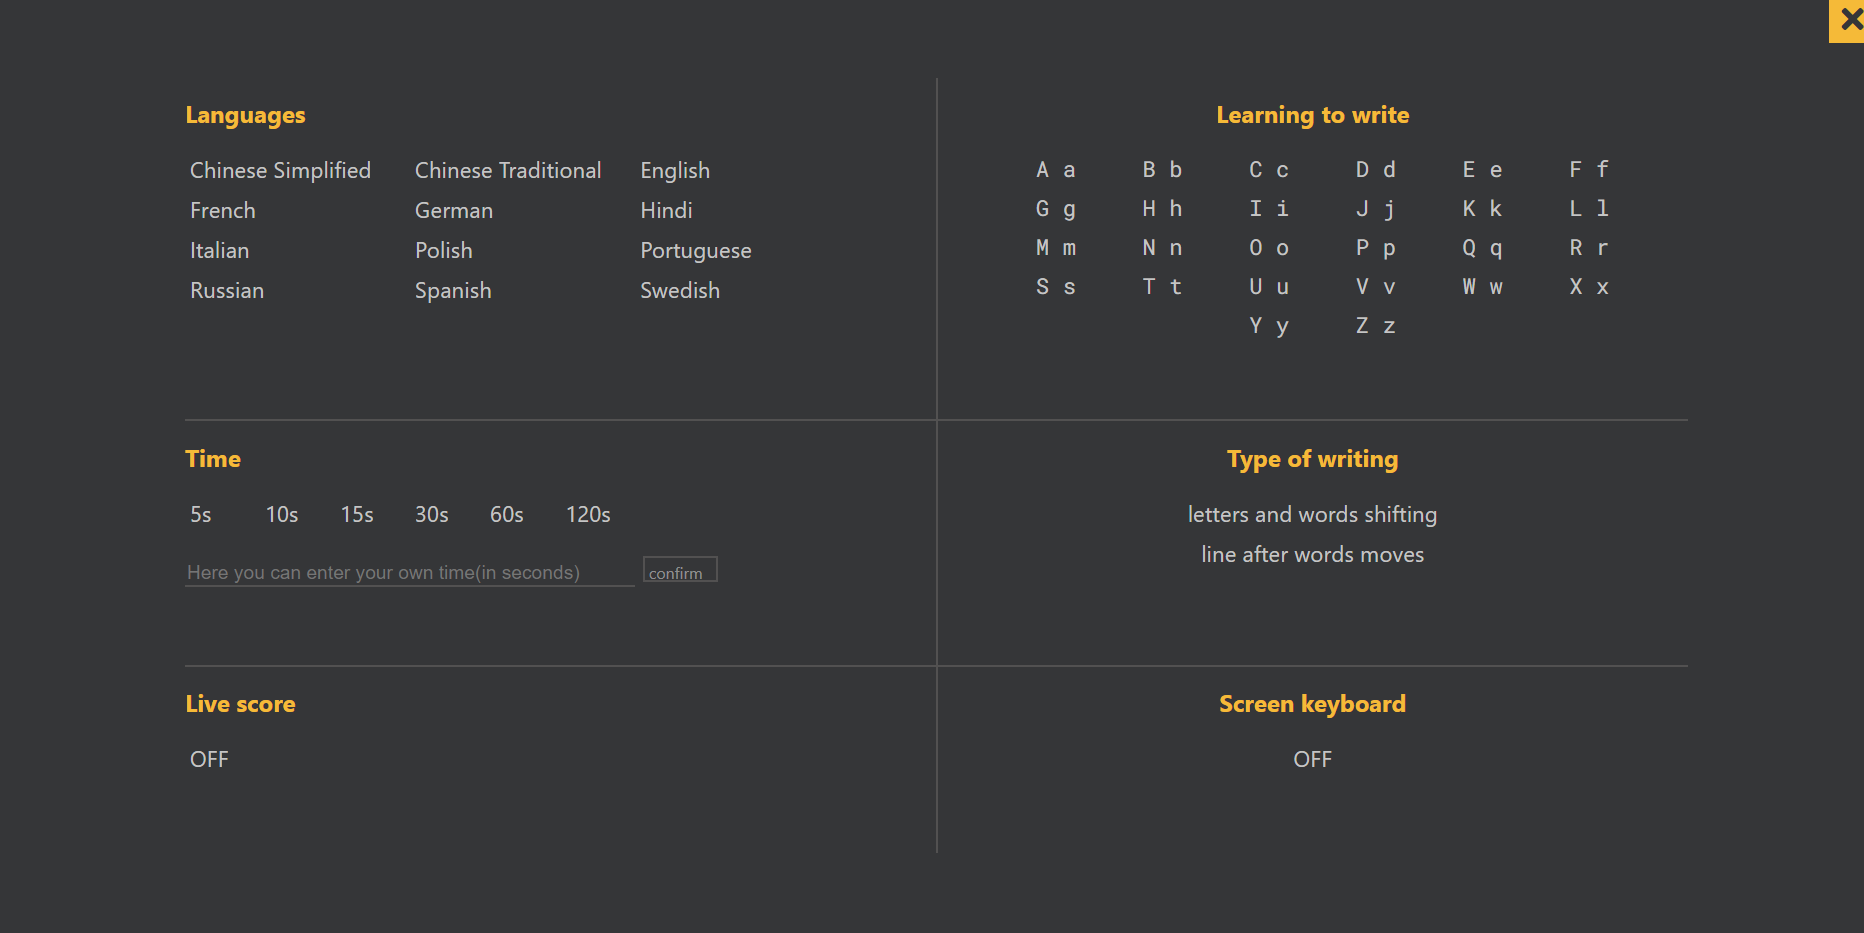 Languages
Chinese Simplified Chinese Traditional English
French German Hindi
Italian Polish Portuguese
Russian Spanish Swedish
Learning to write
A a B b C c D d E e F f
G g H h I i J j K k L l
M m N n O o P p Q q R r
S s T t U u V v W w X x
Y y Z z
Time
5s 10s 15s 30s 60s 120s
Here you can enter your own time(in seconds) confirm
Type of writing
letters and words shifting
line after words moves
Live score
OFF
Screen keyboard
OFF